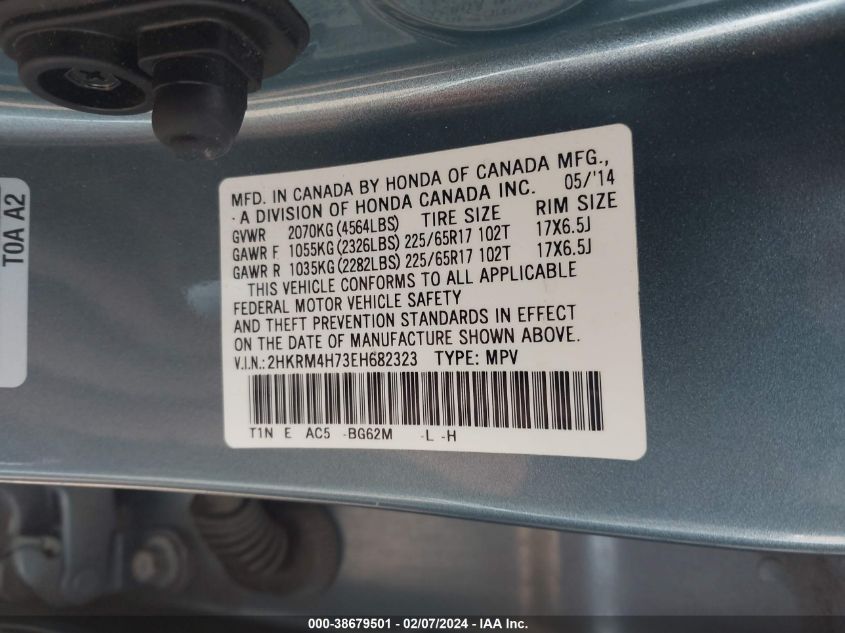 T0A A2
MFD. IN CANADA BY HONDA OF CANADA MFG.,
A DIVISION OF HONDA CANADA INC. 05/'14
GVWR 2070KG(4564LBS) TIRE SIZE RIM SIZE
GAWR F 1055KG(2326LBS) 225/65R17 102T 17X6.5J
GAWR R 1035KG(2282LBS) 225/65R17 102T 17X6.5J
THIS VEHICLE CONFORMS TO ALL APPLICABLE
FEDERAL MOTOR VEHICLE SAFETY
AND THEFT PREVENTION STANDARDS IN EFFECT
ON THE DATE OF MANUFACTURE SHOWN ABOVE.
V.I.N.:2HKRM4H73EH682323 TYPE: MPV
T1N E AC5 -BG62M -L -H
000-38679501 - 02/07/2024 - IAA Inc.